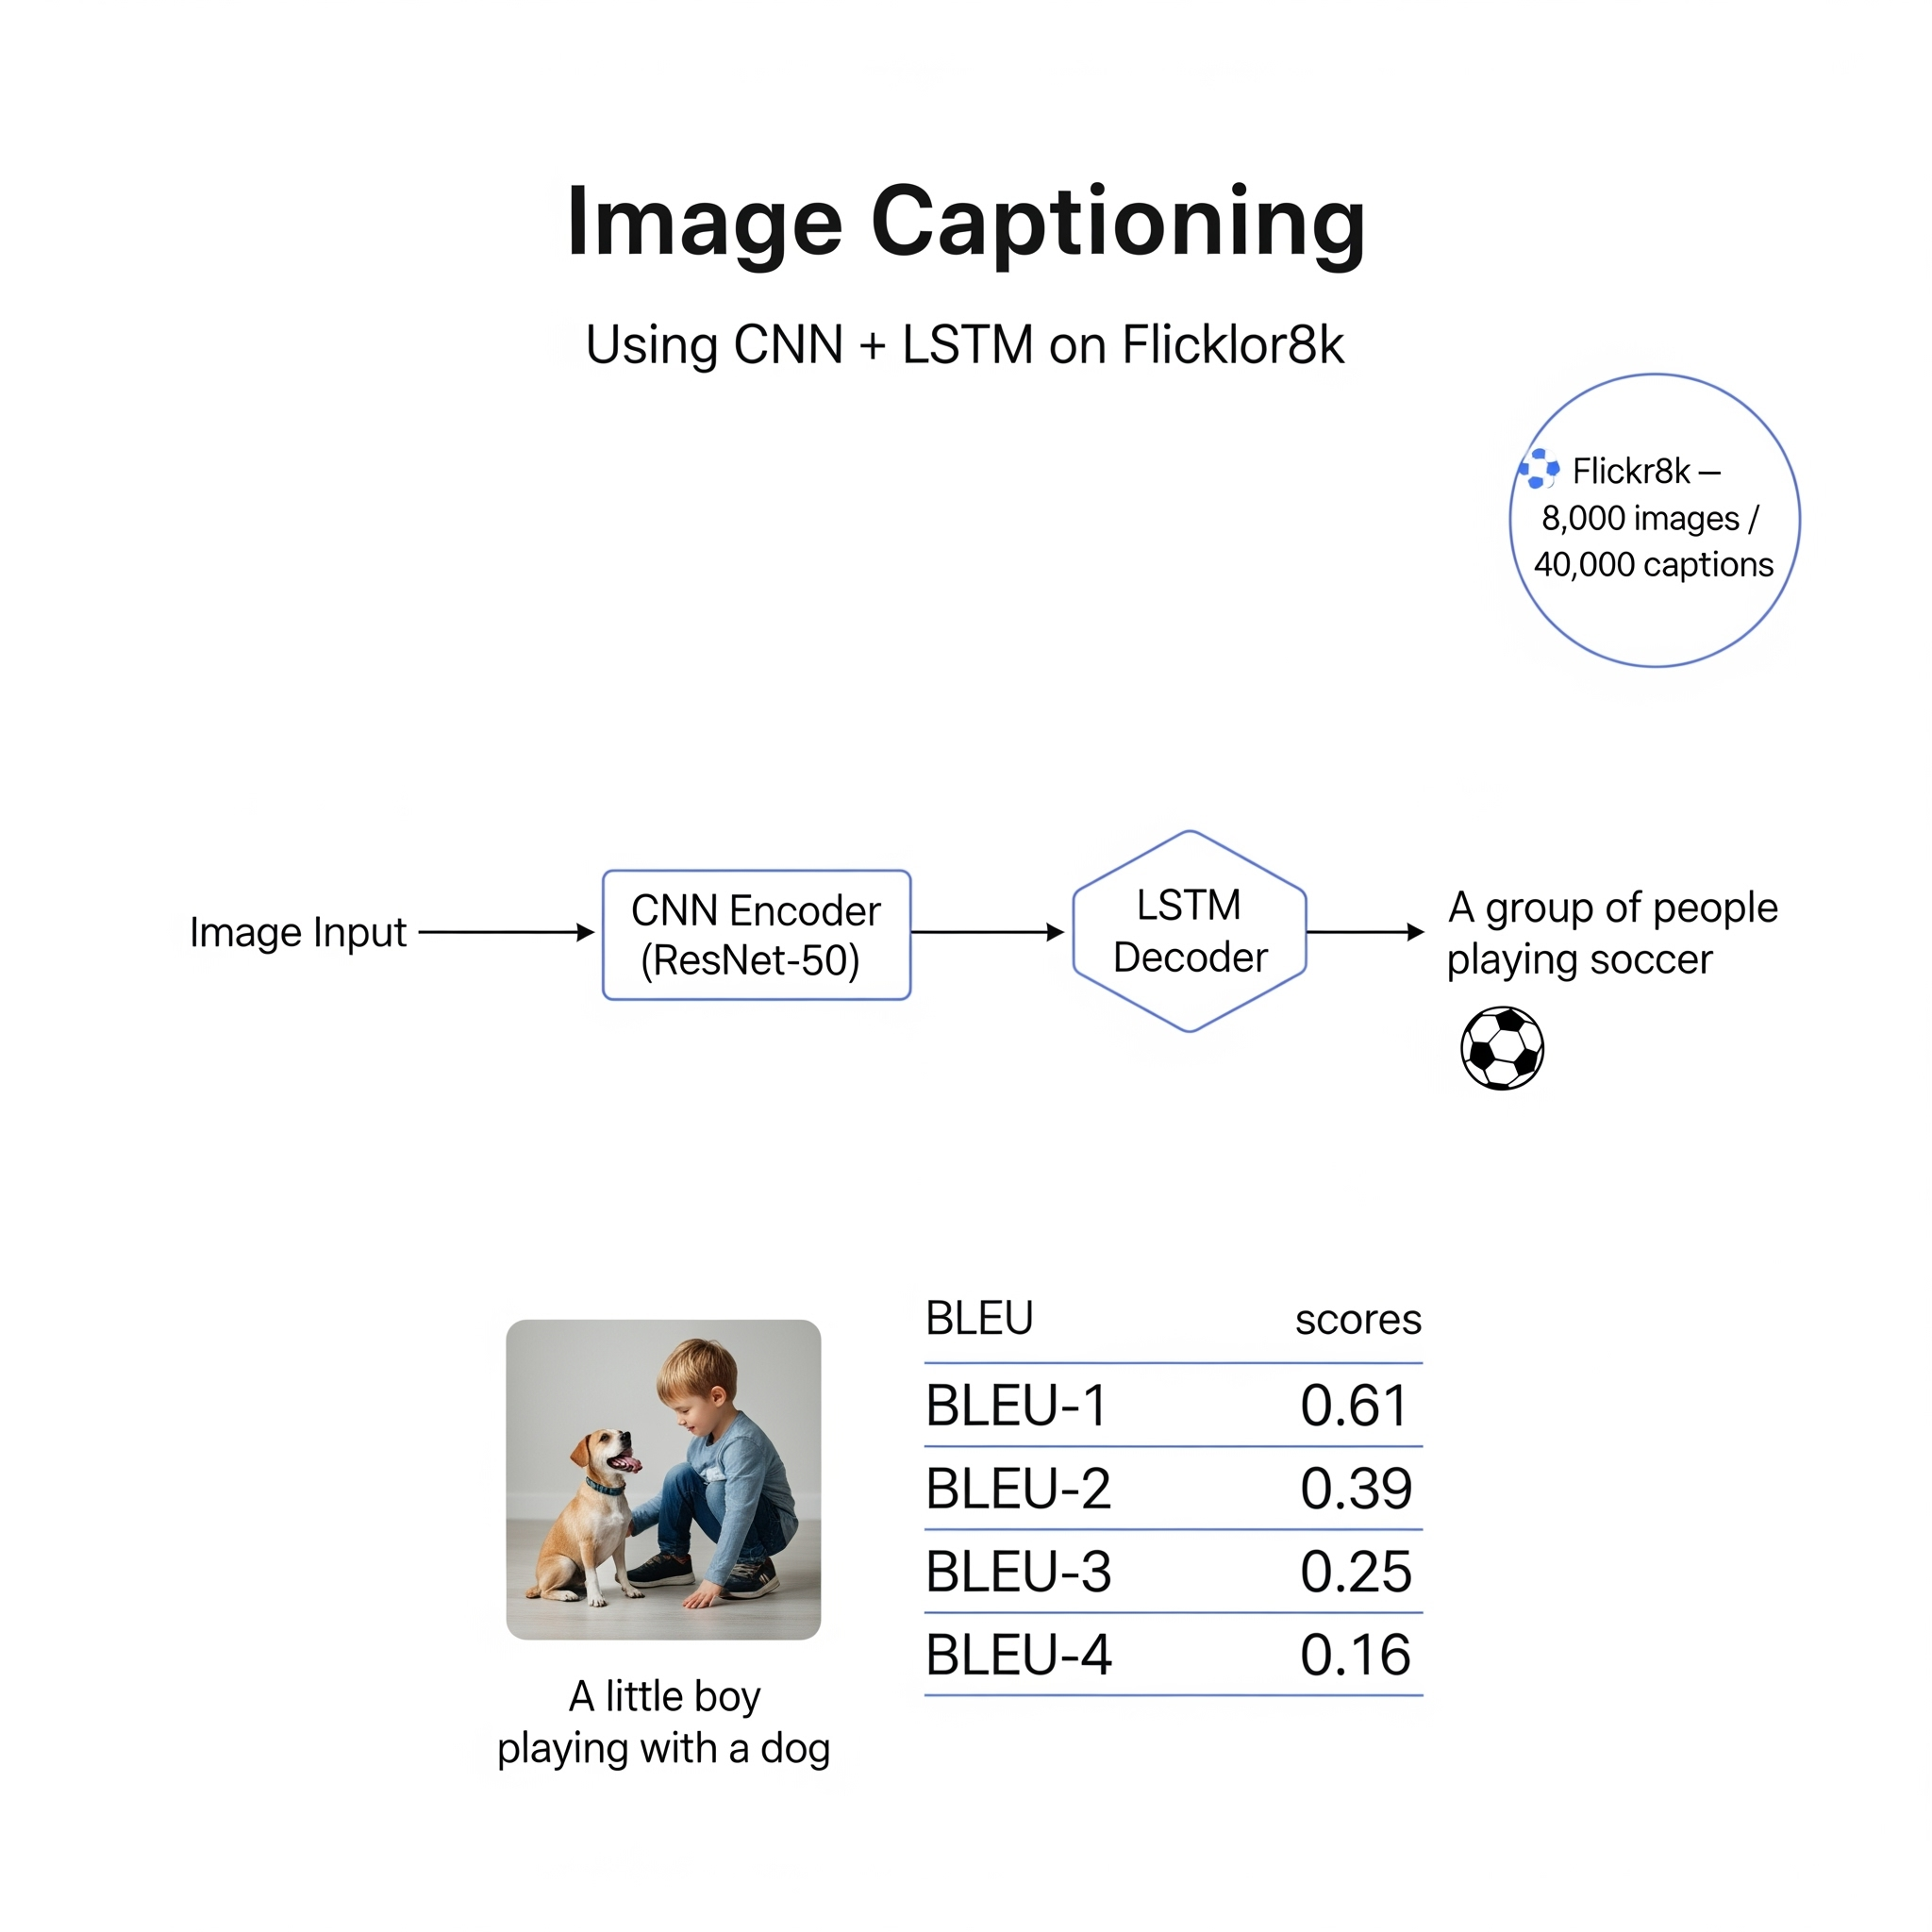 Image Captioning
Using CNN + LSTM on Flicklor8k
Flickr8k –
8,000 images /
40,000 captions
Image Input
CNN Encoder
(ResNet-50)
LSTM
Decoder
A group of people
playing soccer
A little boy
playing with a dog
BLEU scores
BLEU-1 0.61
BLEU-2 0.39
BLEU-3 0.25
BLEU-4 0.16